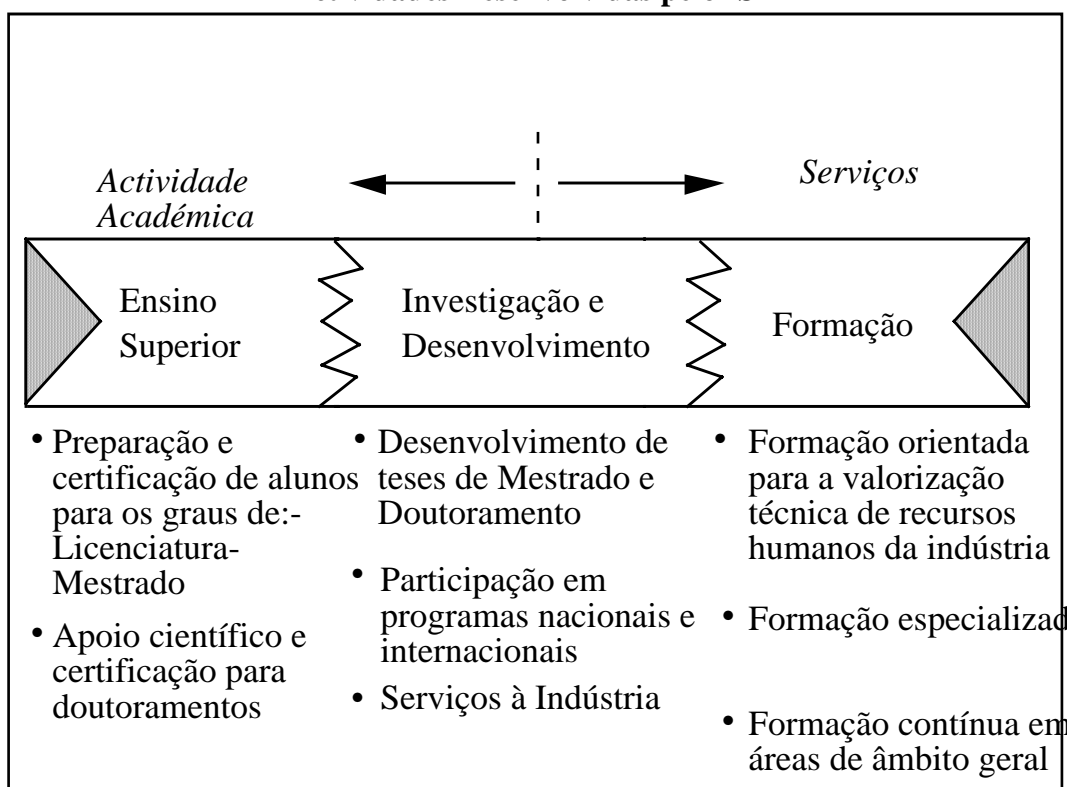 Actividade
Académica
Serviços
Ensino
Superior
Investigação e
Desenvolvimento
Formação
• Preparação e
certificação de alunos
para os graus de:-
Licenciatura-
Mestrado
• Apoio científico e
certificação para
doutoramentos
• Desenvolvimento de
teses de Mestrado e
Doutoramento
• Participação em
programas nacionais e
internacionais
• Serviços à Indústria
• Formação orientada
para a valorização
técnica de recursos
humanos da indústria
• Formação especializad
• Formação contínua em
áreas de âmbito geral